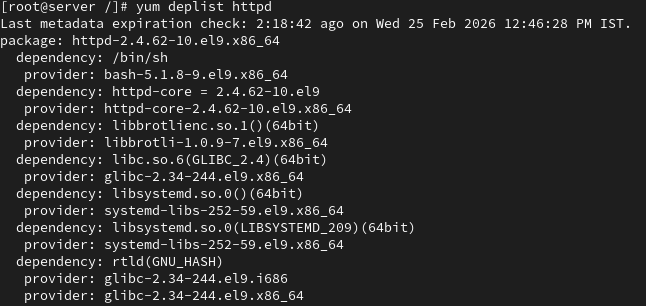 [root@server /]# yum deplist httpd
Last metadata expiration check: 2:18:42 ago on Wed 25 Feb 2026 12:46:28 PM IST.
package: httpd-2.4.62-10.el9.x86_64
  dependency: /bin/sh
   provider: bash-5.1.8-9.el9.x86_64
  dependency: httpd-core = 2.4.62-10.el9
   provider: httpd-core-2.4.62-10.el9.x86_64
  dependency: libbrotlienc.so.1()(64bit)
   provider: libbrotli-1.0.9-7.el9.x86_64
  dependency: libc.so.6(GLIBC_2.4)(64bit)
   provider: glibc-2.34-244.el9.x86_64
  dependency: libsystemd.so.0()(64bit)
   provider: systemd-libs-252-59.el9.x86_64
  dependency: libsystemd.so.0(LIBSYSTEMD_209)(64bit)
   provider: systemd-libs-252-59.el9.x86_64
  dependency: rtld(GNU_HASH)
   provider: glibc-2.34-244.el9.i686
   provider: glibc-2.34-244.el9.x86_64